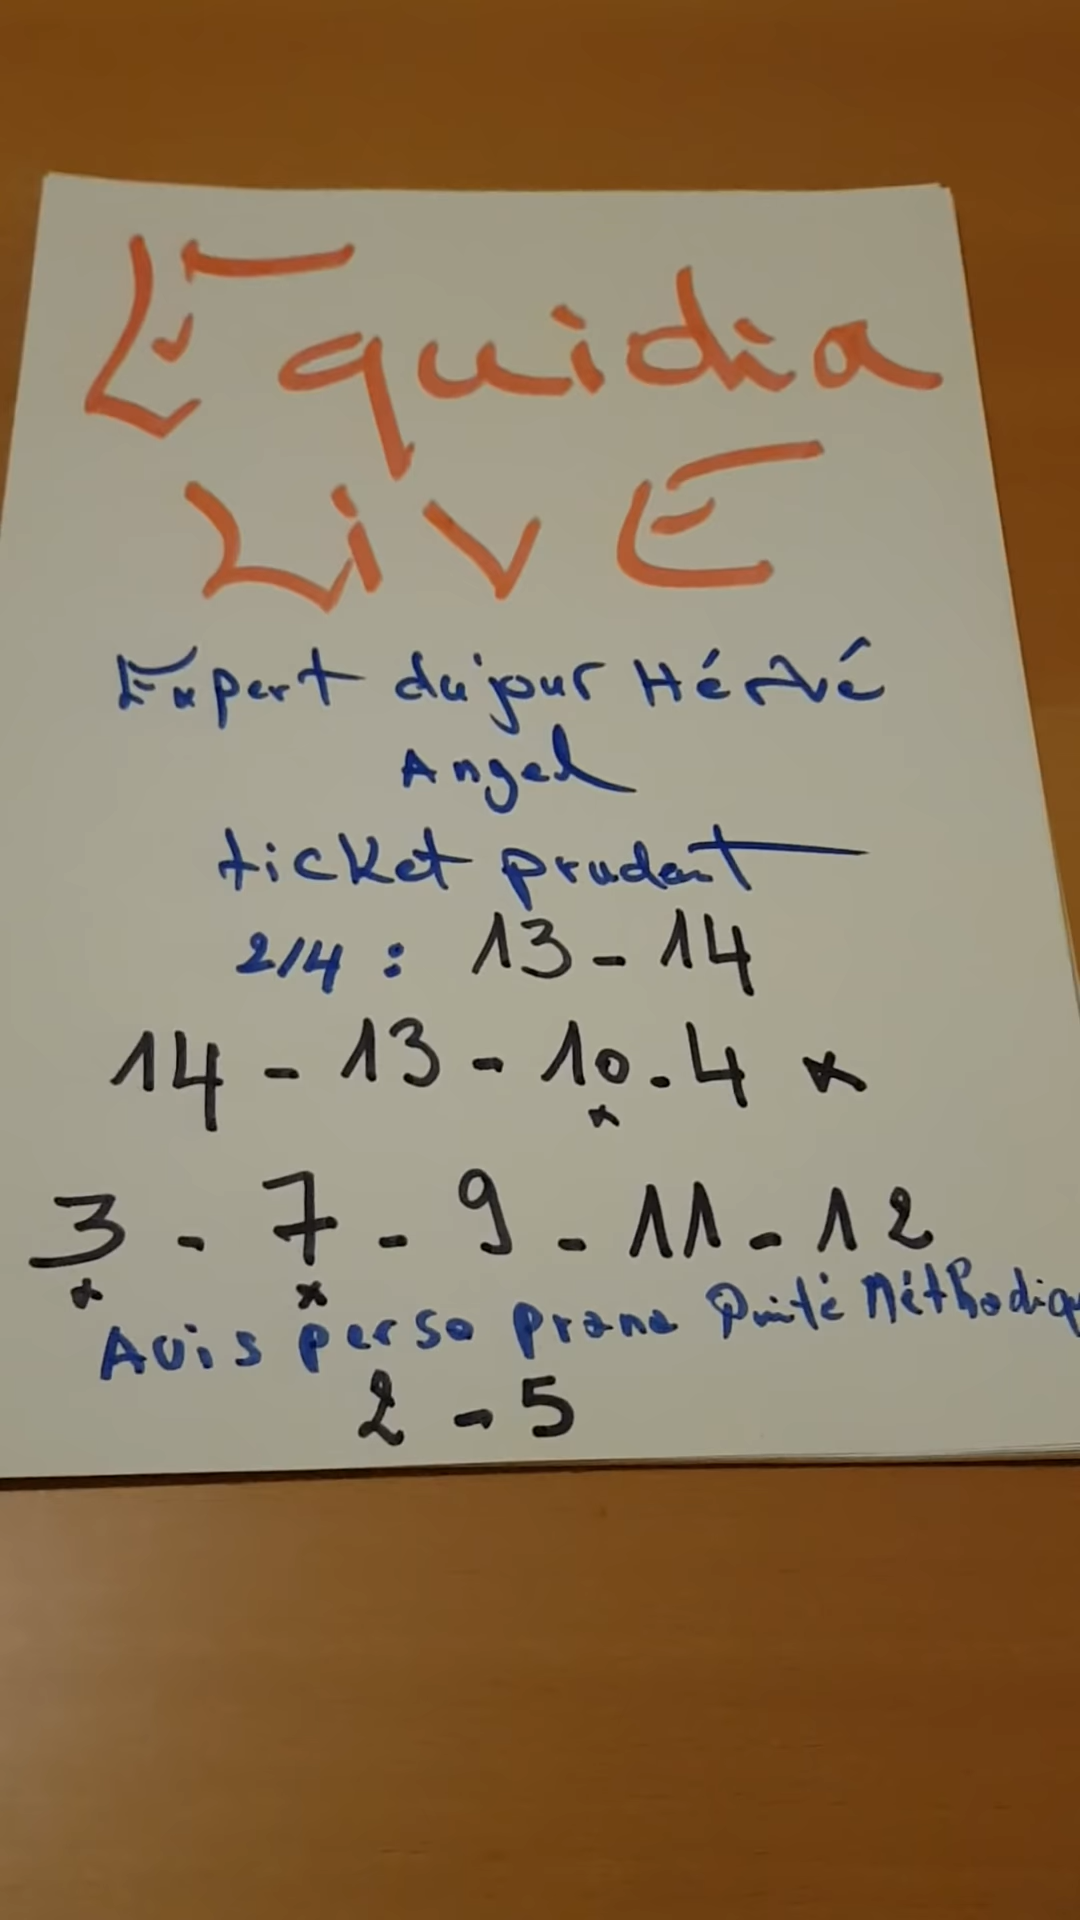 Equidia
LIVE
Expert du jour Hérvé
Angel
ticket prudent
2/4 : 13 - 14
14 - 13 - 10 - 4 x
x
3 - 7 - 9 - 11 - 12
x x
Avis perso prono Quinté Méthodiqu
2 - 5